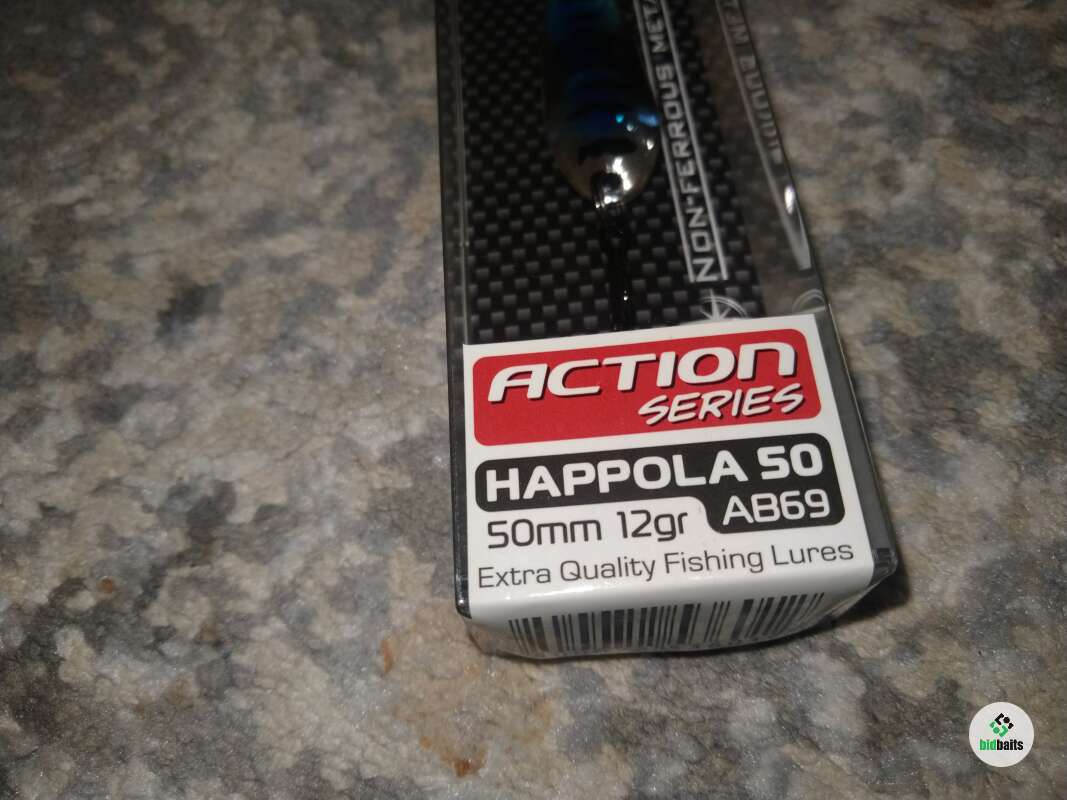 NON-FERROUS META
ACTION
SERIES
HAPPOLA 50
50mm 12gr
AB69
Extra Quality Fishing Lures
bidbaits